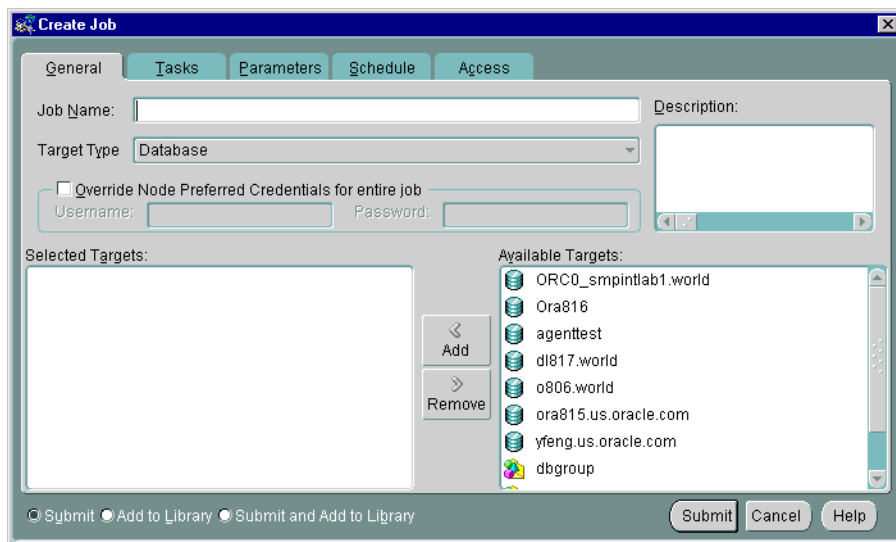 Create Job
General Tasks Parameters Schedule Access
Job Name:
Description:
Target Type Database
Override Node Preferred Credentials for entire job
Username: Password:
Selected Targets:
Available Targets:
ORC0_smpintlab1.world
Ora816
agenttest
dl817.world
o806.world
ora815.us.oracle.com
yfeng.us.oracle.com
dbgroup
Add
Remove
Submit Add to Library Submit and Add to Library
Submit Cancel Help